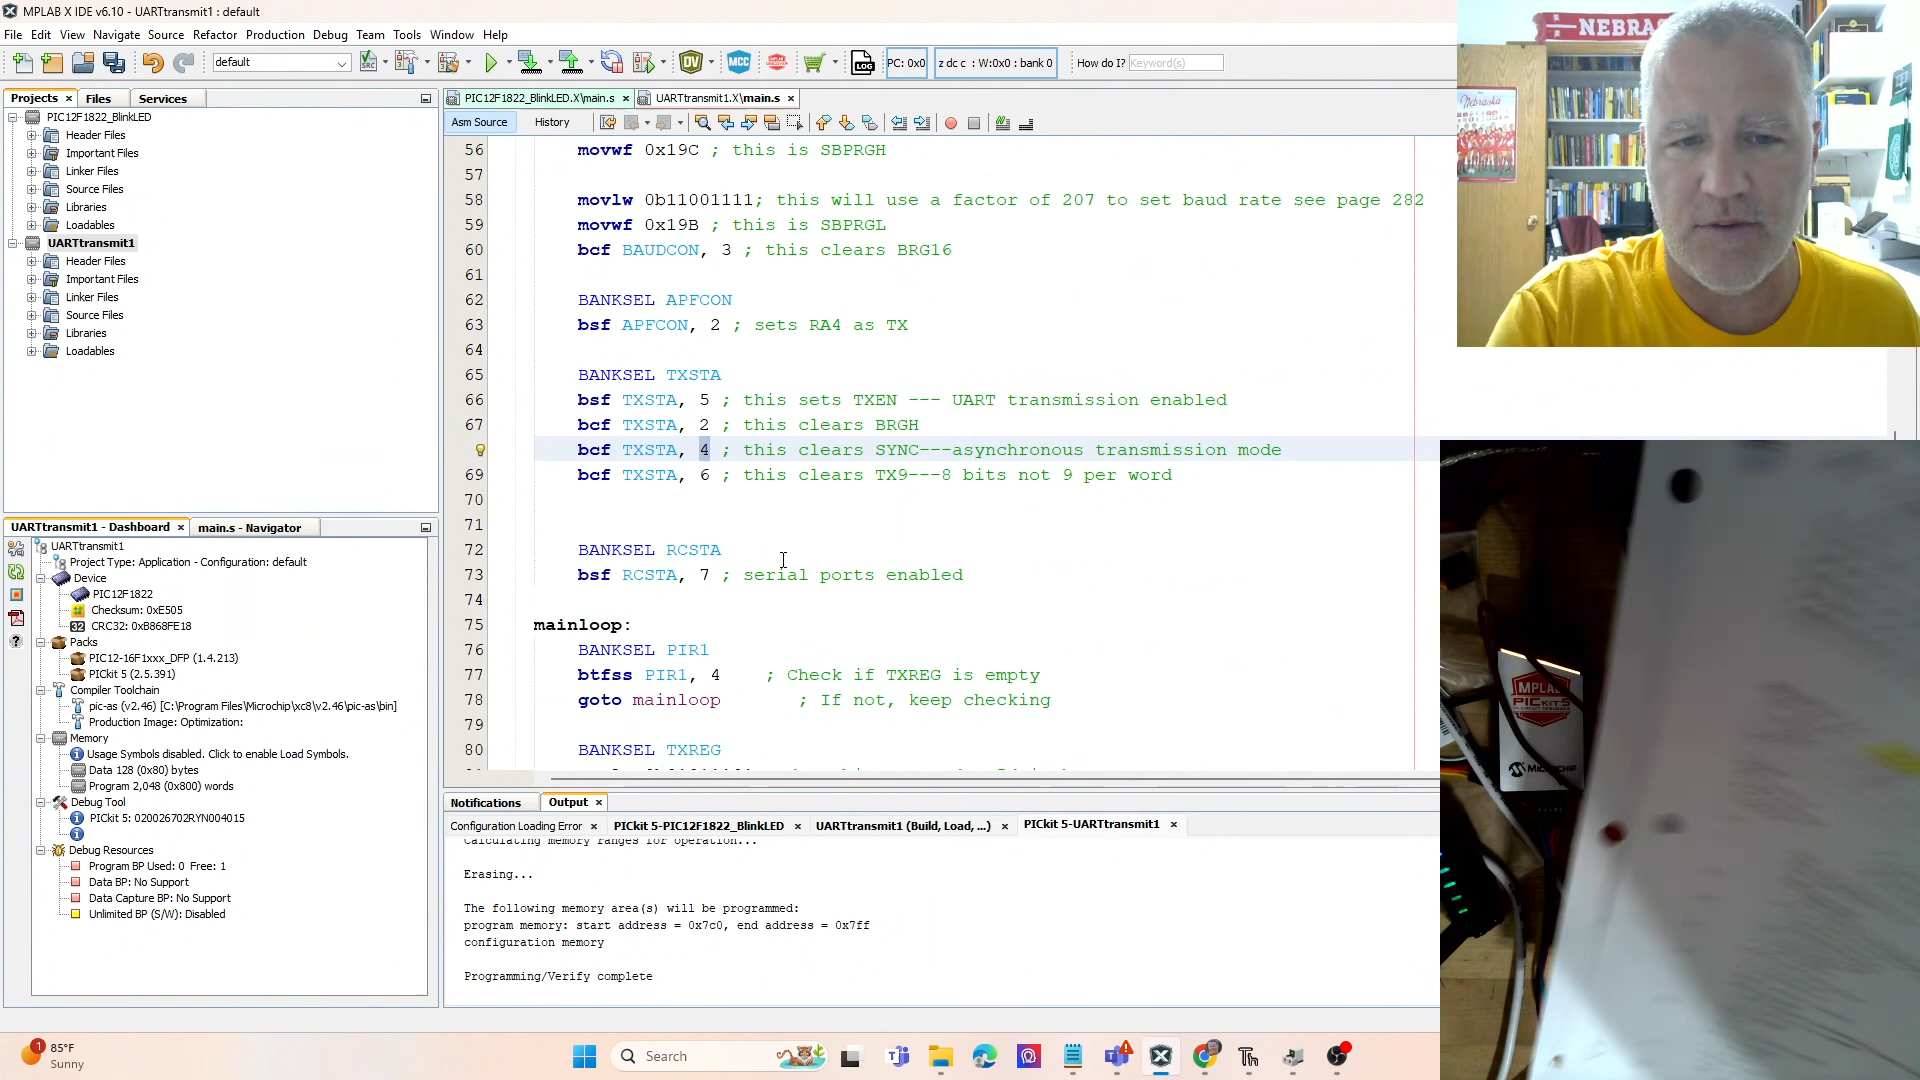 MPLAB X IDE v6.10 - UARTtransmit1 : default
File Edit View Navigate Source Refactor Production Debug Team Tools Window Help
default
PC: 0x0
z dc c : W:0x0 : bank 0
How do I? Keyword(s)
Projects Files Services
PIC12F1822_BlinkLED
Header Files
Important Files
Linker Files
Source Files
Libraries
Loadables
UARTtransmit1
Header Files
Important Files
Linker Files
Source Files
Libraries
Loadables
UARTtransmit1 - Dashboard main.s - Navigator
UARTtransmit1
Project Type: Application - Configuration: default
Device
PIC12F1822
Checksum: 0xE505
CRC32: 0xB868FE18
Packs
PIC12-16F1xxx_DFP (1.4.213)
PICkit 5 (2.5.391)
Compiler Toolchain
pic-as (v2.46) [C:\Program Files\Microchip\xc8\v2.46\pic-as\bin]
Production Image: Optimization:
Memory
Usage Symbols disabled. Click to enable Load Symbols.
Data 128 (0x80) bytes
Program 2,048 (0x800) words
Debug Tool
PICkit 5: 020026702RYN004015
Debug Resources
Program BP Used: 0 Free: 1
Data BP: No Support
Data Capture BP: No Support
Unlimited BP (S/W): Disabled
PIC12F1822_BlinkLED.X\main.s UARTtransmit1.X\main.s
Asm Source History
56 movwf 0x19C ; this is SBPRGH
57
58 movlw 0b11001111; this will use a factor of 207 to set baud rate see page 282
59 movwf 0x19B ; this is SBPRGL
60 bcf BAUDCON, 3 ; this clears BRG16
61
62 BANKSEL APFCON
63 bsf APFCON, 2 ; sets RA4 as TX
64
65 BANKSEL TXSTA
66 bsf TXSTA, 5 ; this sets TXEN --- UART transmission enabled
67 bcf TXSTA, 2 ; this clears BRGH
bcf TXSTA, 4 ; this clears SYNC---asynchronous transmission mode
69 bcf TXSTA, 6 ; this clears TX9---8 bits not 9 per word
70
71
72 BANKSEL RCSTA
73 bsf RCSTA, 7 ; serial ports enabled
74
75 mainloop:
76 BANKSEL PIR1
77 btfss PIR1, 4 ; Check if TXREG is empty
78 goto mainloop ; If not, keep checking
79
80 BANKSEL TXREG
Notifications Output
Configuration Loading Error PICkit 5-PIC12F1822_BlinkLED UARTtransmit1 (Build, Load, ...) PICkit 5-UARTtransmit1
Calculating memory ranges for operation...
Erasing...
The following memory area(s) will be programmed:
program memory: start address = 0x7c0, end address = 0x7ff
configuration memory
Programming/Verify complete
NEBRAS
Nebraska
MPLAB
PICkit 5
MICROCHIP
1
85°F
Sunny
Search